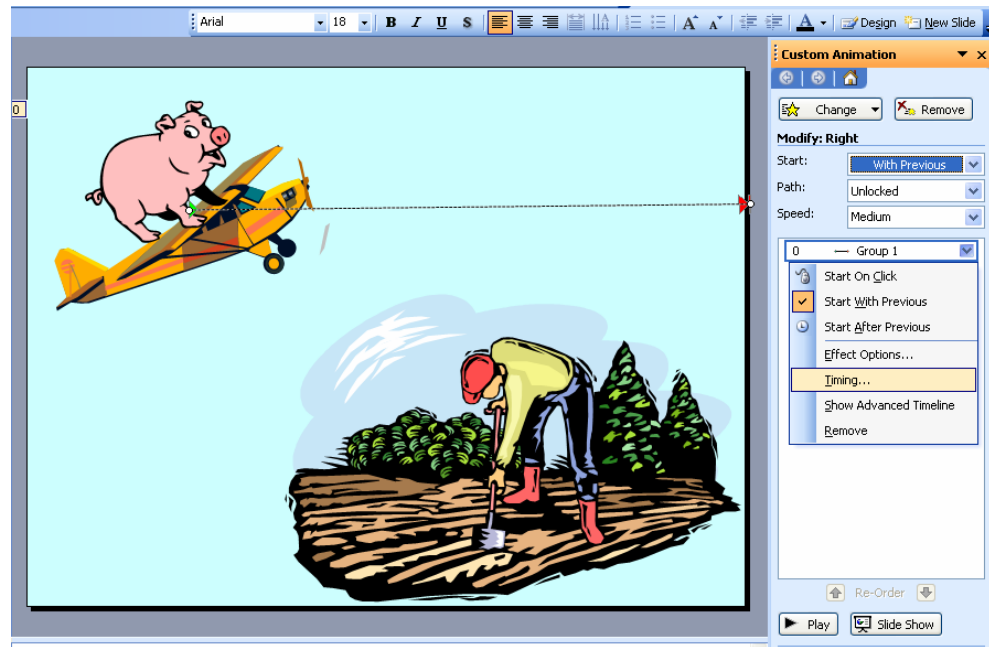 Arial 18 B I U S A A A Design New Slide
Custom Animation
0
Change Remove
Modify: Right
Start: With Previous
Path: Unlocked
Speed: Medium
0 Group 1
Start On Click
Start With Previous
Start After Previous
Effect Options...
Timing...
Show Advanced Timeline
Remove
Re-Order
Play Slide Show